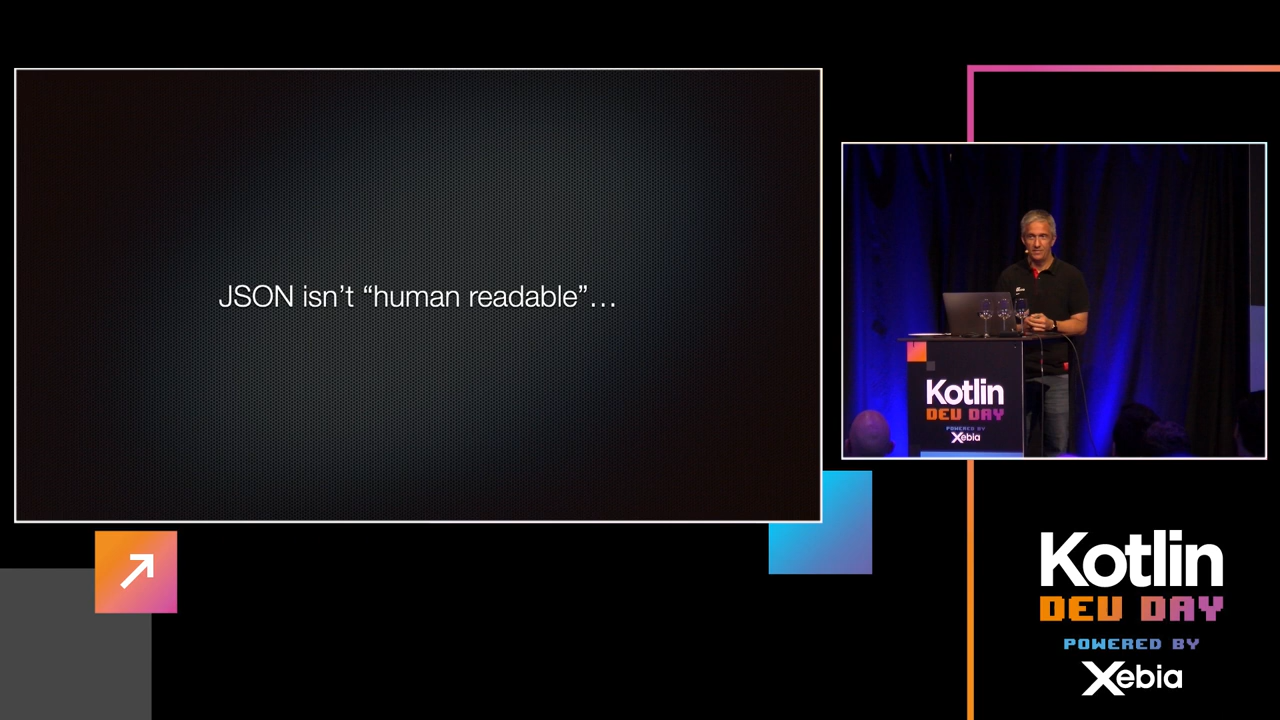 JSON isn’t “human readable”…
Kotlin
DEV DAY
POWERED BY
Xebia
Kotlin
DEV DAY
POWERED BY
Xebia